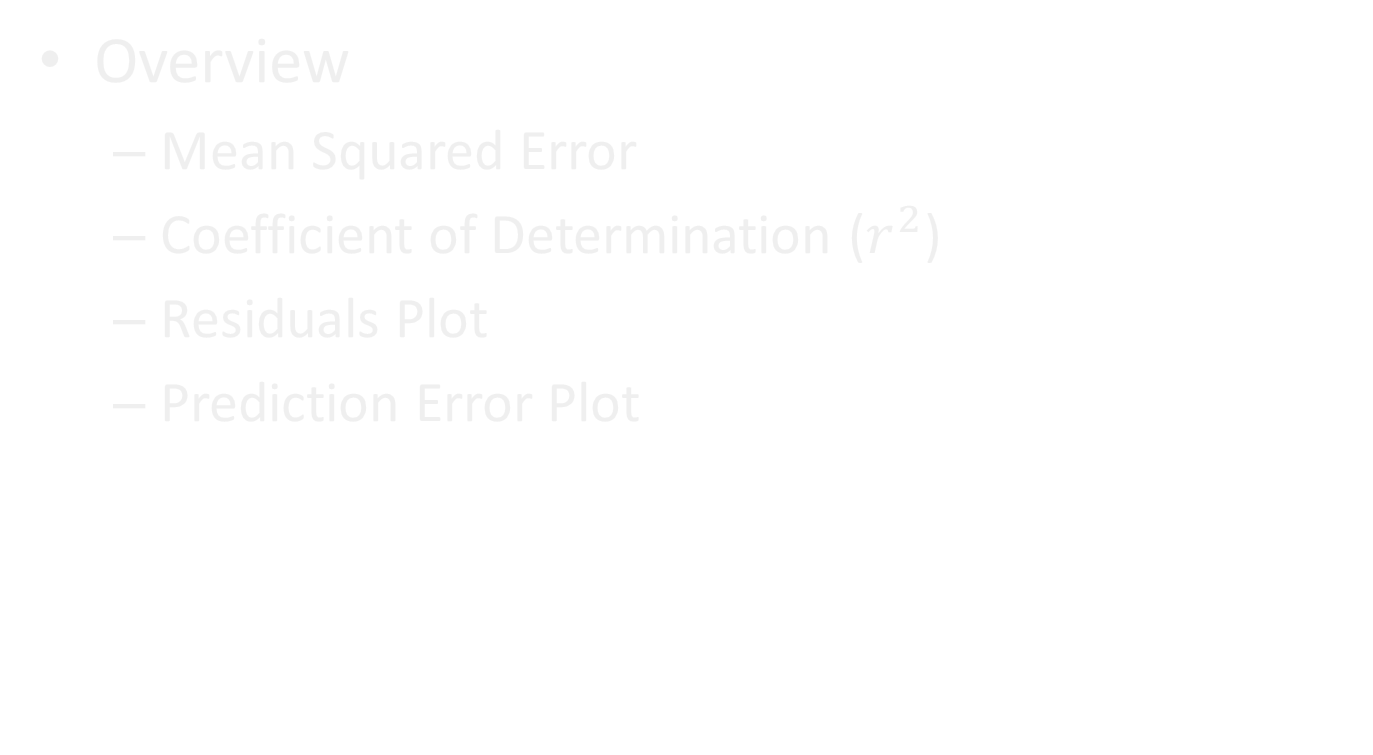 • Overview
– Mean Squared Error
– Coefficient of Determination (𝑟²)
– Residuals Plot
– Prediction Error Plot